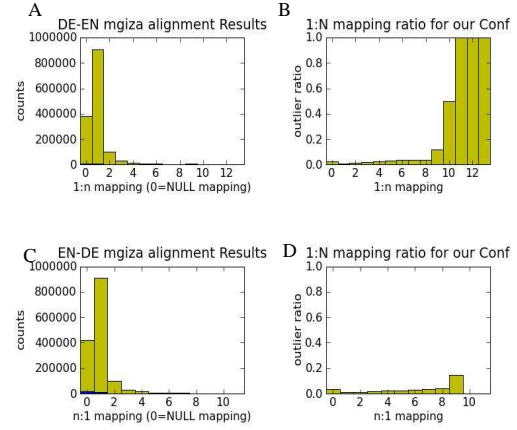 A
DE-EN mgiza alignment Results
1000000
800000
600000
400000
200000
0
counts
0 2 4 6 8 10 12
1:n mapping (0=NULL mapping)
B
1:N mapping ratio for our Conf
1.0
0.8
0.6
0.4
0.2
0.0
outlier ratio
0 2 4 6 8 10 12
1:n mapping
C
EN-DE mgiza alignment Results
1000000
800000
600000
400000
200000
0
counts
0 2 4 6 8 10
n:1 mapping (0=NULL mapping)
D
1:N mapping ratio for our Conf
1.0
0.8
0.6
0.4
0.2
0.0
outlier ratio
0 2 4 6 8 10
n:1 mapping